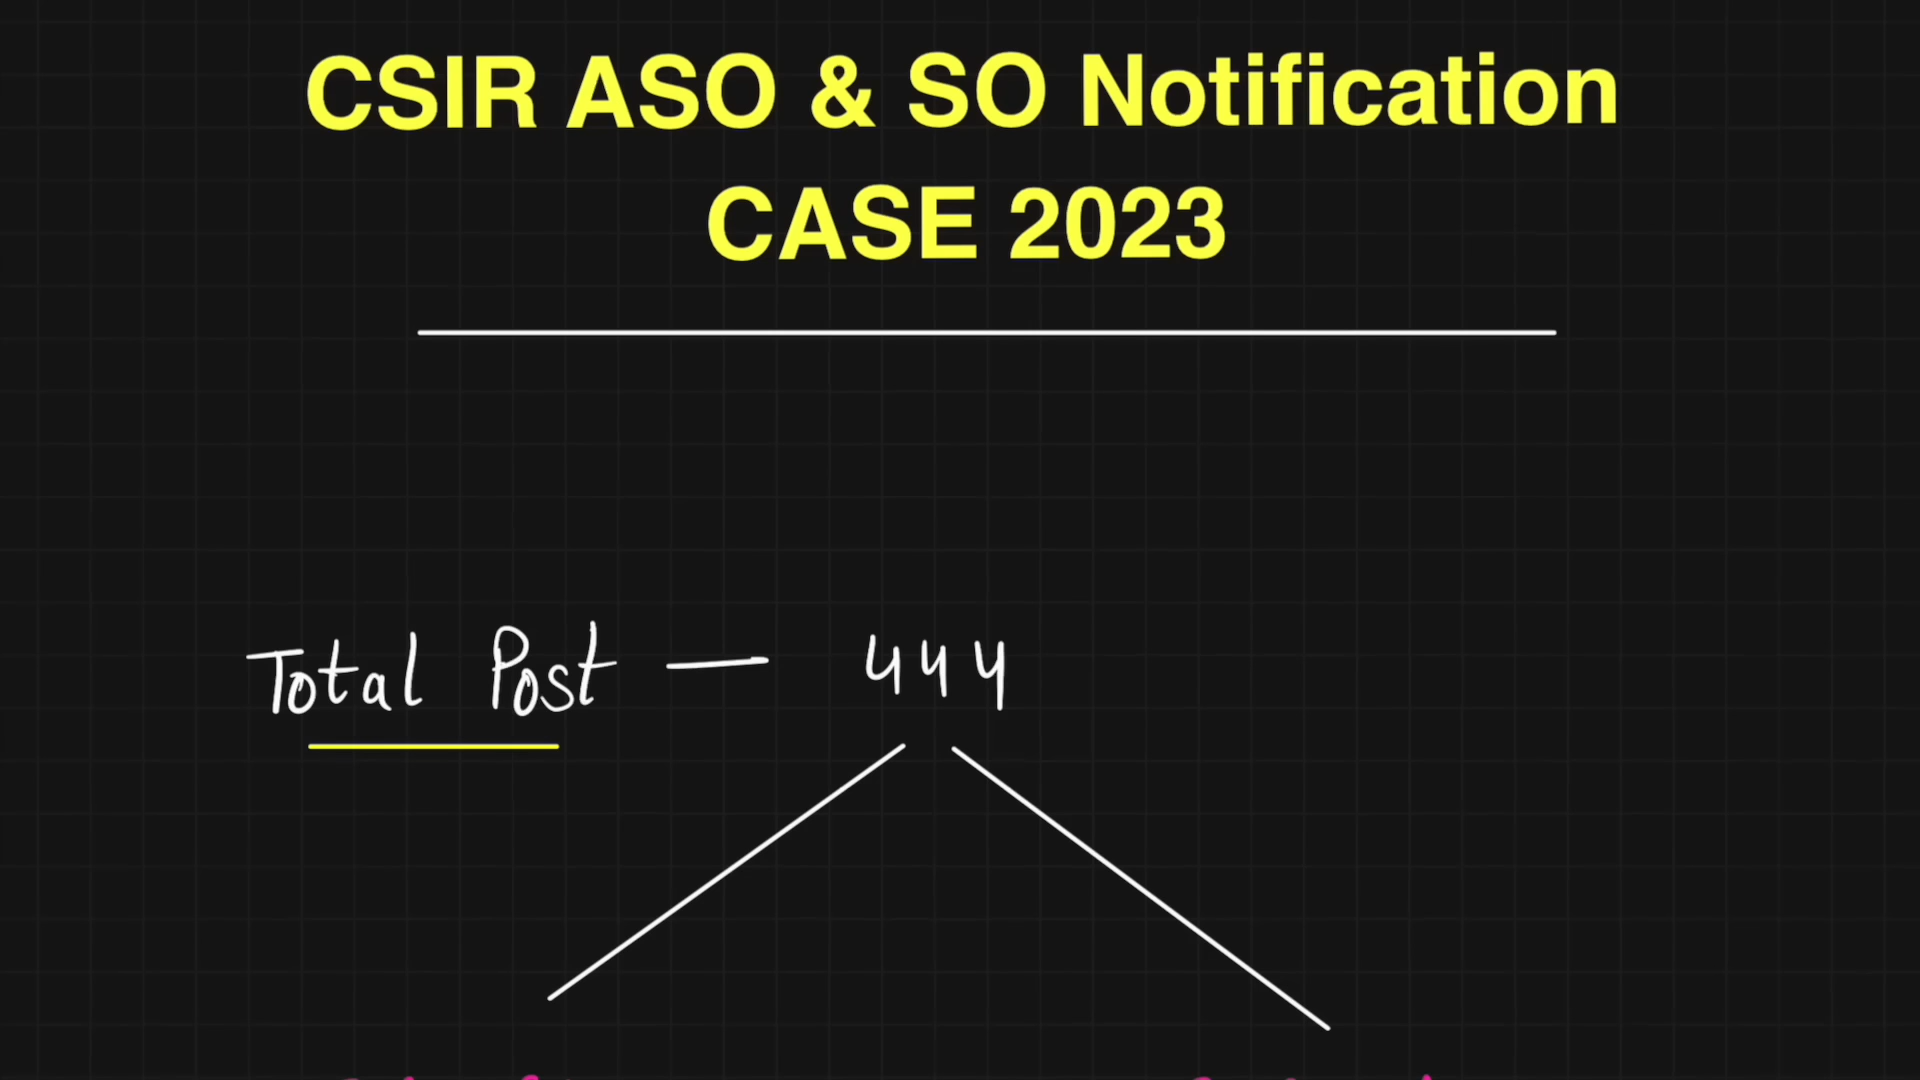 CSIR ASO & SO Notification
CASE 2023
Total Post — 444